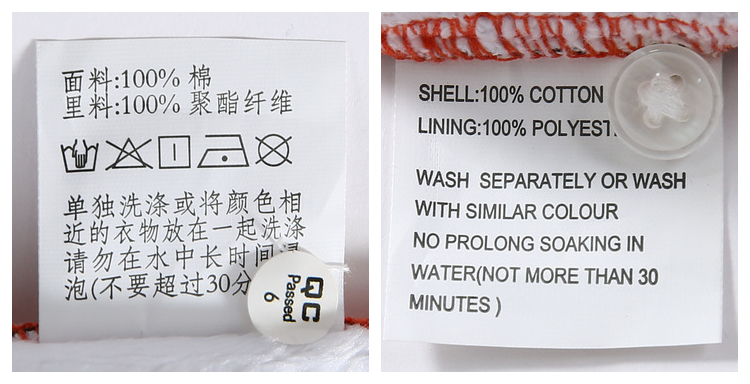 面料:100% 棉
里料:100% 聚酯纤维
单独洗涤或将颜色相
近的衣物放在一起洗涤
请勿在水中长时间
泡(不要超过30分
QC
Passed
6
SHELL:100% COTTON
LINING:100%
WASH SEPARATELY OR WASH
WITH SIMILAR COLOUR
NO PROLONG SOAKING IN
WATER(NOT MORE THAN 30
MINUTES )